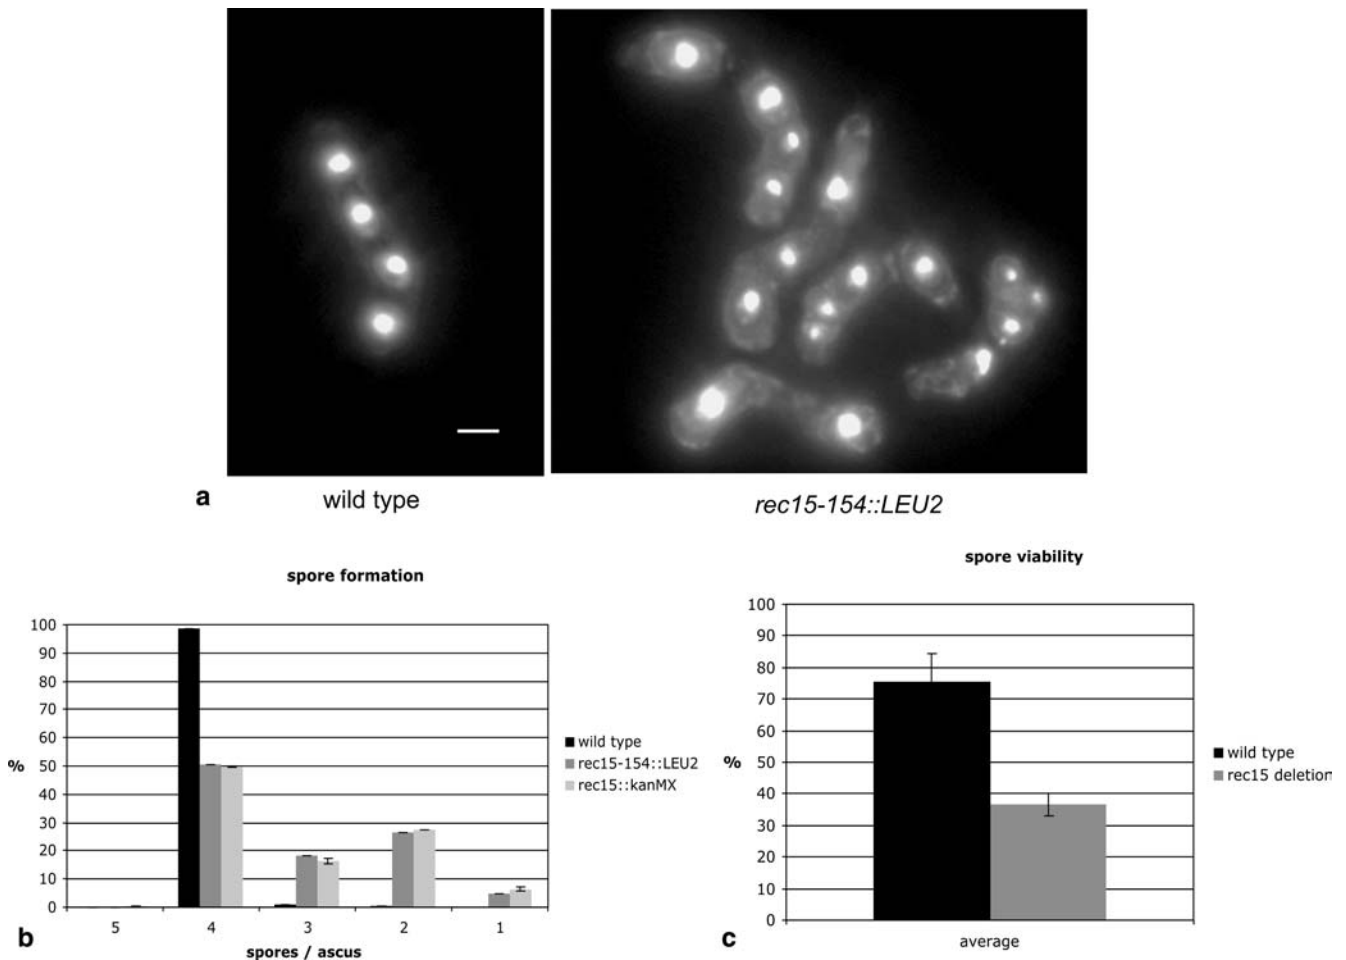 a
wild type
rec15-154::LEU2
spore formation
100
90
80
70
60
50
40
30
20
10
0
%
5
4
3
2
1
spores / ascus
wild type
rec15-154::LEU2
rec15::kanMX
b
spore viability
100
90
80
70
60
50
40
30
20
10
0
%
average
wild type
rec15 deletion
c